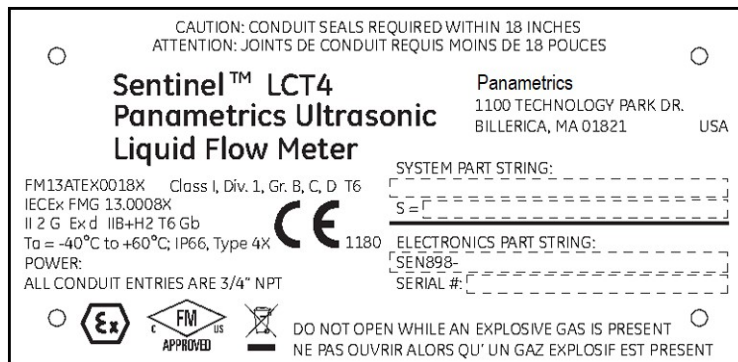 CAUTION: CONDUIT SEALS REQUIRED WITHIN 18 INCHES
ATTENTION: JOINTS DE CONDUIT REQUIS MOINS DE 18 POUCES
Sentinel™ LCT4
Panametrics Ultrasonic
Liquid Flow Meter
Panametrics
1100 TECHNOLOGY PARK DR.
BILLERICA, MA 01821 USA
FM13ATEX0018X Class I, Div. 1, Gr. B, C, D T6
IECEx FMG 13.0008X
II 2 G Ex d IIB+H2 T6 Gb
Ta = -40°C to +60°C; IP66, Type 4X
POWER:
ALL CONDUIT ENTRIES ARE 3/4" NPT
CE 1180
SYSTEM PART STRING:
S =
ELECTRONICS PART STRING:
SEN898-
SERIAL #:
Ex
C FM US
APPROVED
DO NOT OPEN WHILE AN EXPLOSIVE GAS IS PRESENT
NE PAS OUVRIR ALORS QU' UN GAZ EXPLOSIF EST PRESENT